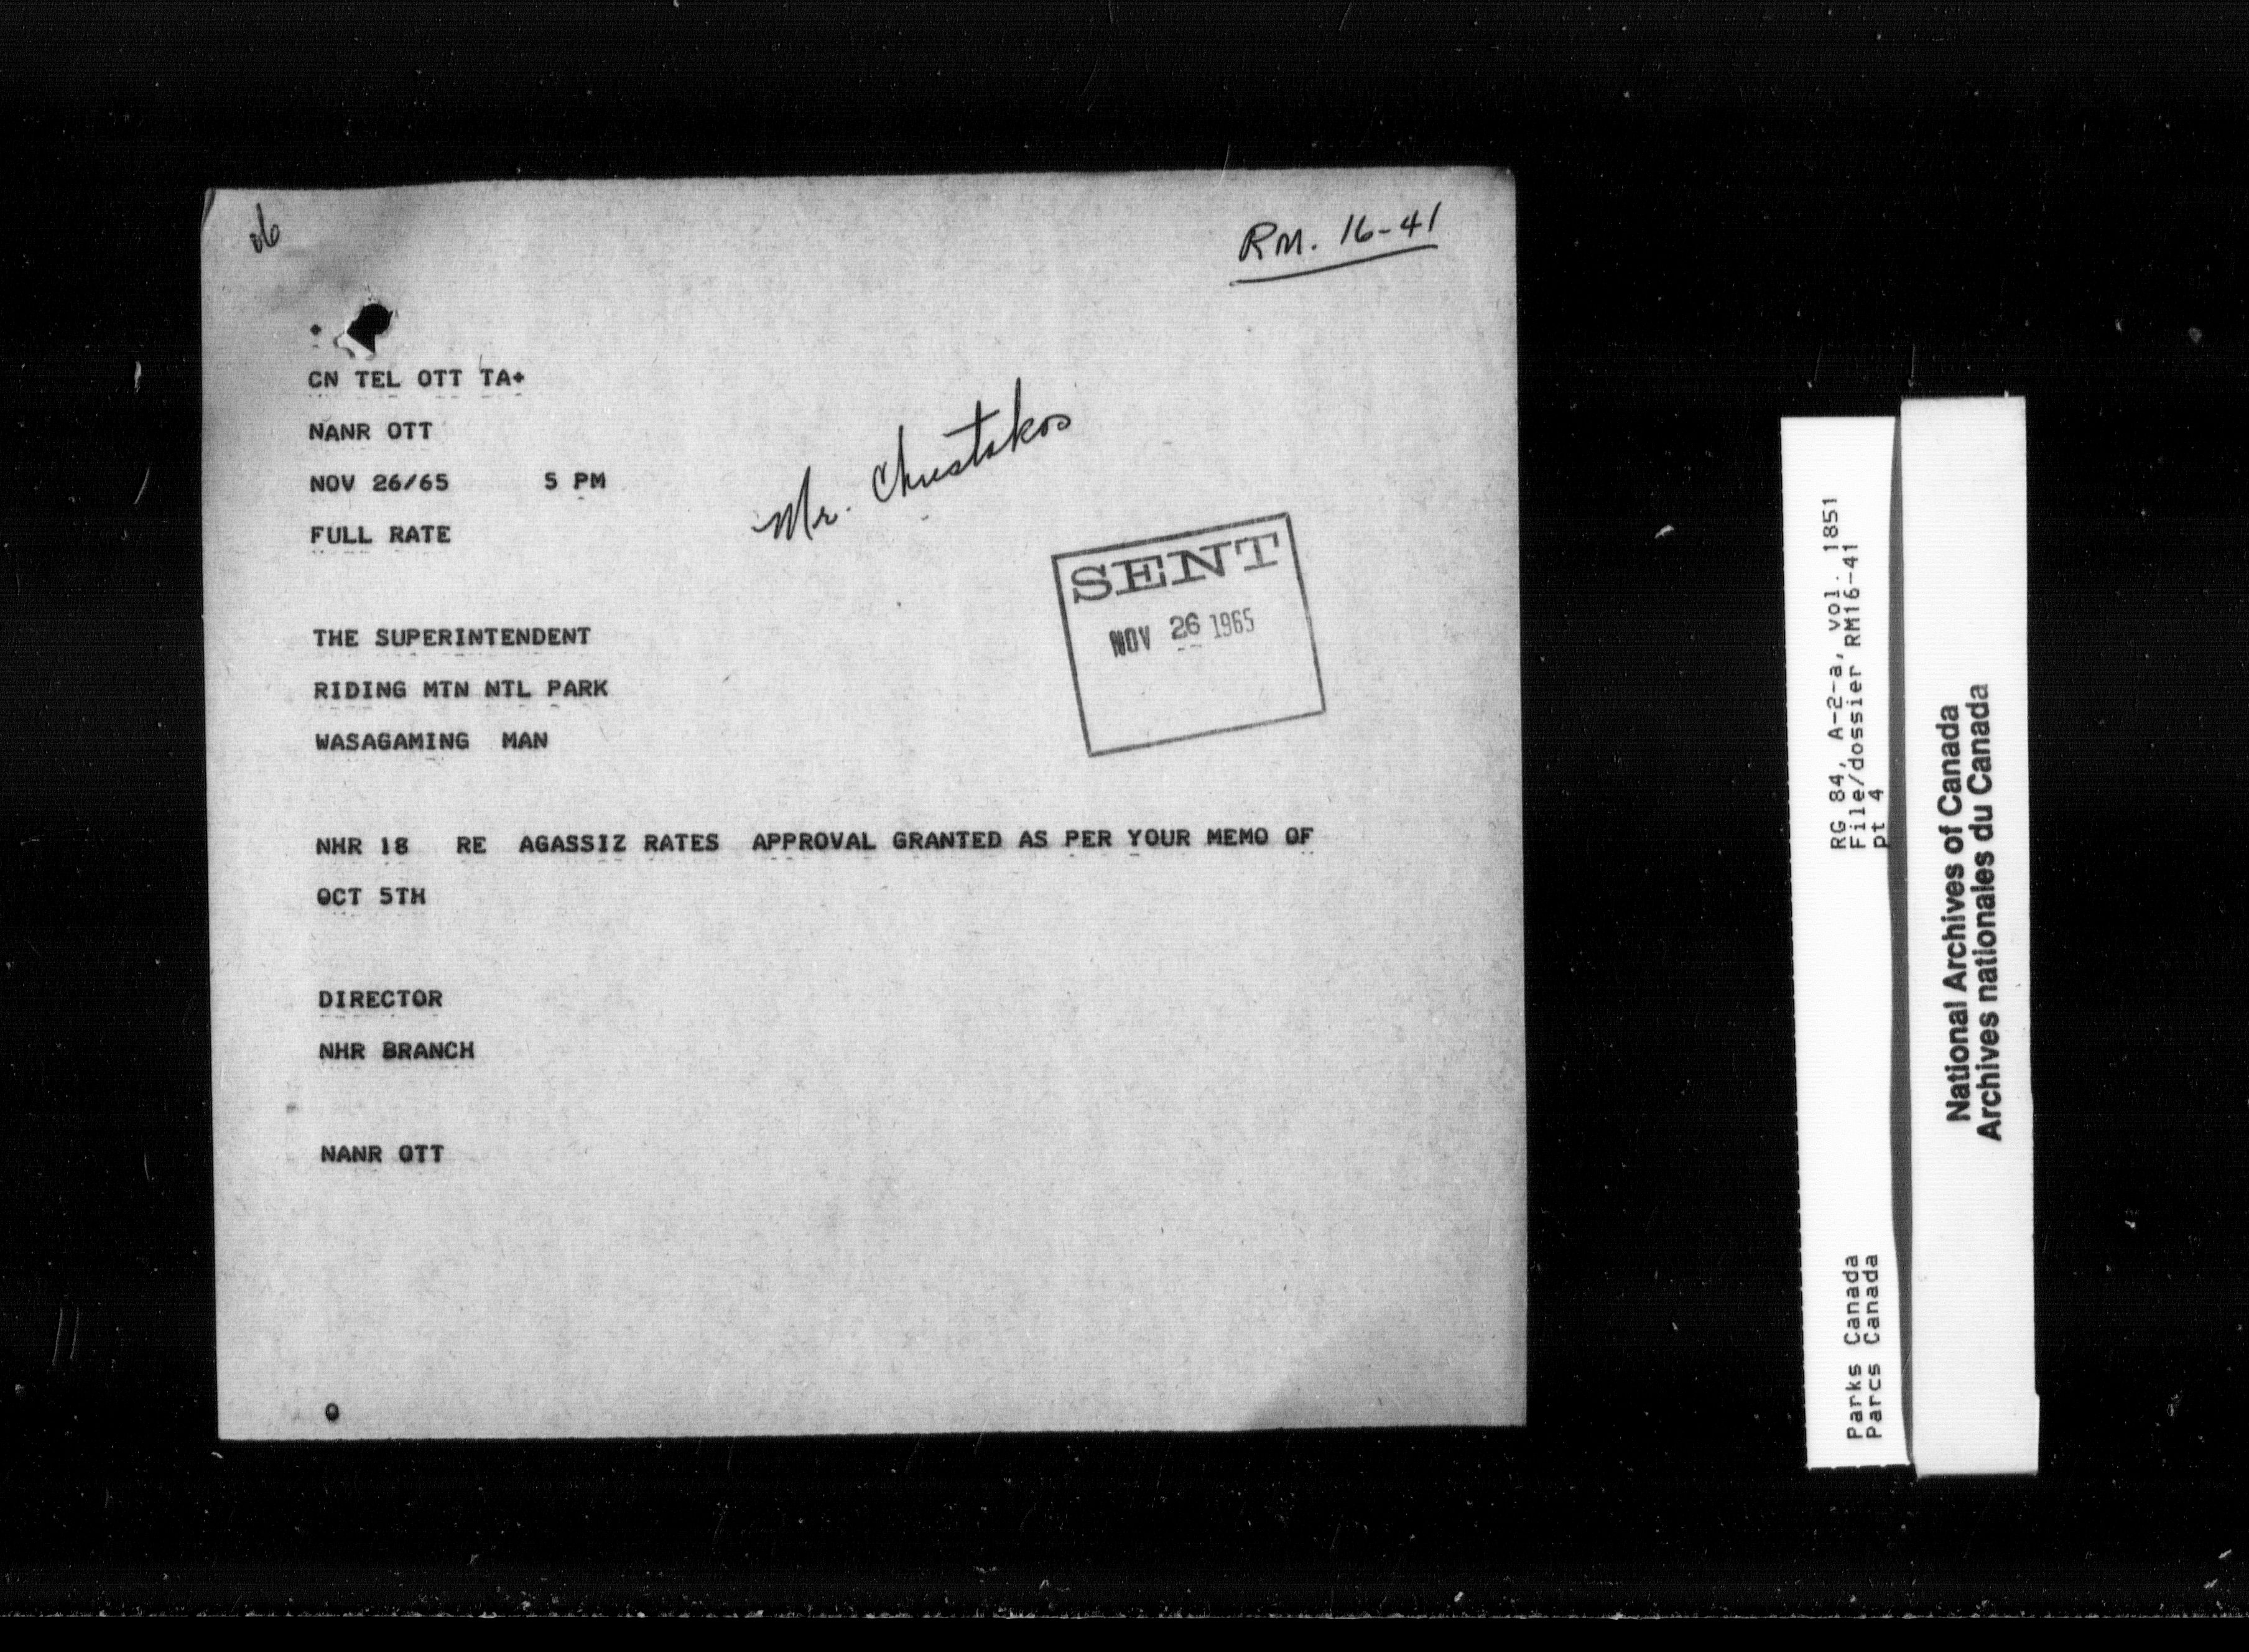 RM. 16-41
CN TEL OTT TA+
NANR OTT
NOV 26/65 5 PM
FULL RATE
Mr.
SENT
NOV 26 1965
THE SUPERINTENDENT
RIDING MTN NTL PARK
WASAGAMING MAN
NHR 18 RE AGASSIZ RATES APPROVAL GRANTED AS PER YOUR MEMO OF
OCT 5TH
DIRECTOR
NHR BRANCH
NANR OTT
RG 84, A-2-a, vol. 1851
File/dossier RM16-41
pt 4
Parks Canada
Parcs Canada
National Archives of Canada
Archives nationales du Canada